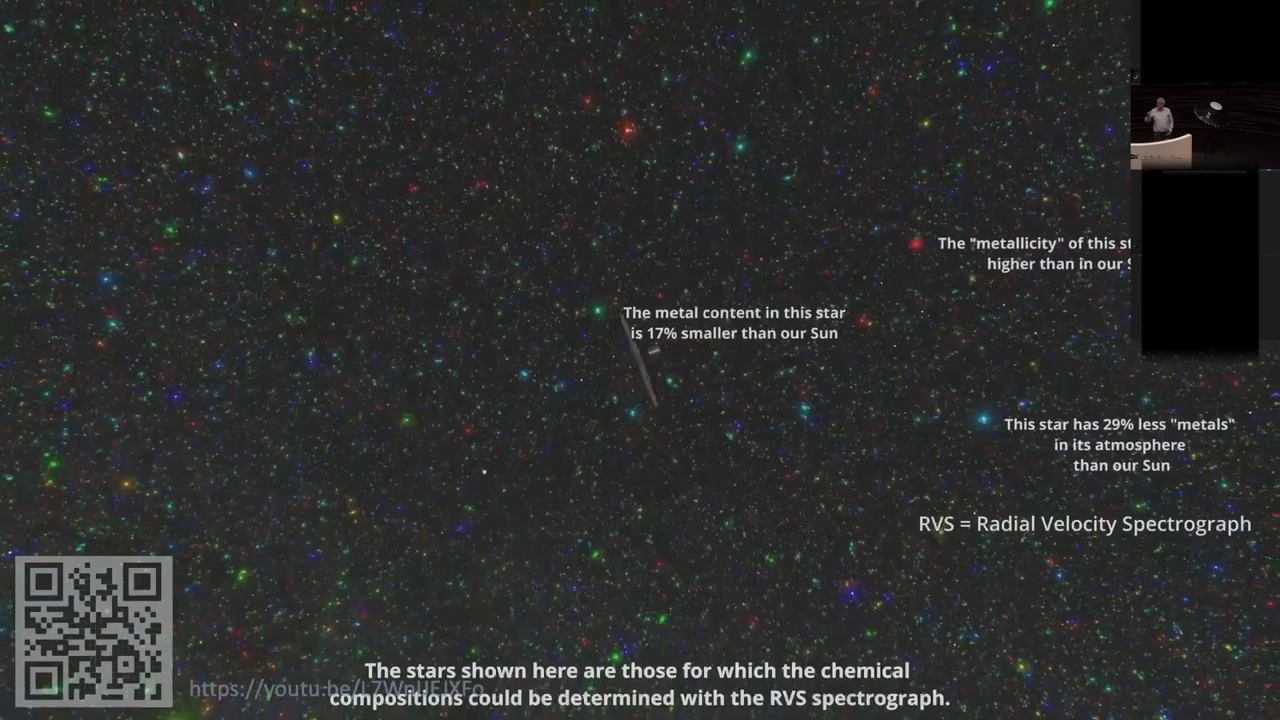 The "metallicity" of this
higher than in our
The metal content in this star
is 17% smaller than our Sun
This star has 29% less "metals"
in its atmosphere
than our Sun
RVS = Radial Velocity Spectrograph
The stars shown here are those for which the chemical
compositions could be determined with the RVS spectrograph.